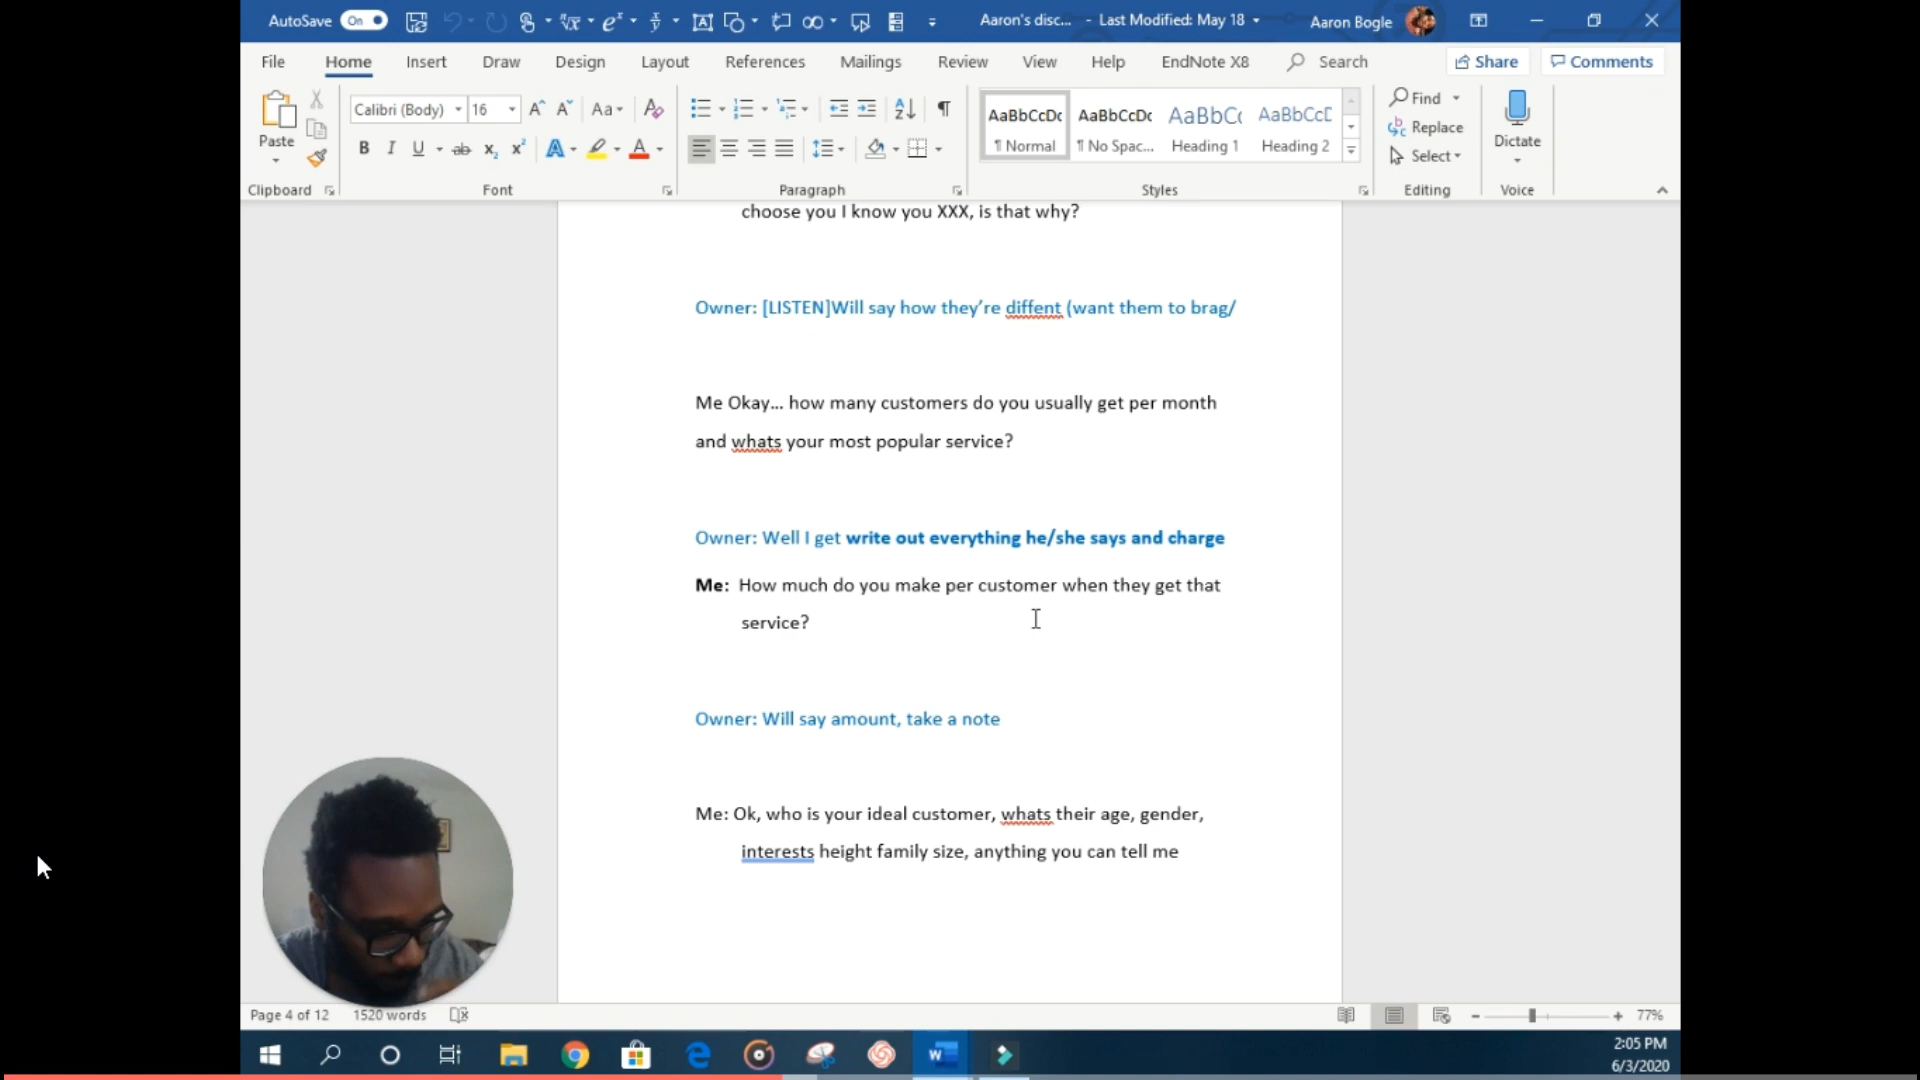 AutoSave On Aaron's disc... - Last Modified: May 18 Aaron Bogle
File Home Insert Draw Design Layout References Mailings Review View Help EndNote X8 Search Share Comments
Paste
Calibri (Body) 16 Aa
AaBbCcDc AaBbCcDc AaBbCc AaBbCcD
¶ Normal ¶ No Spac... Heading 1 Heading 2
Find
Replace
Select
Dictate
Clipboard Font Paragraph Styles Editing Voice
choose you I know you XXX, is that why?
Owner: [LISTEN]Will say how they’re diffent (want them to brag/
Me Okay… how many customers do you usually get per month
and whats your most popular service?
Owner: Well I get write out everything he/she says and charge
Me: How much do you make per customer when they get that
service?
Owner: Will say amount, take a note
Me: Ok, who is your ideal customer, whats their age, gender,
interests height family size, anything you can tell me
Page 4 of 12 1520 words 77%
2:05 PM
6/3/2020